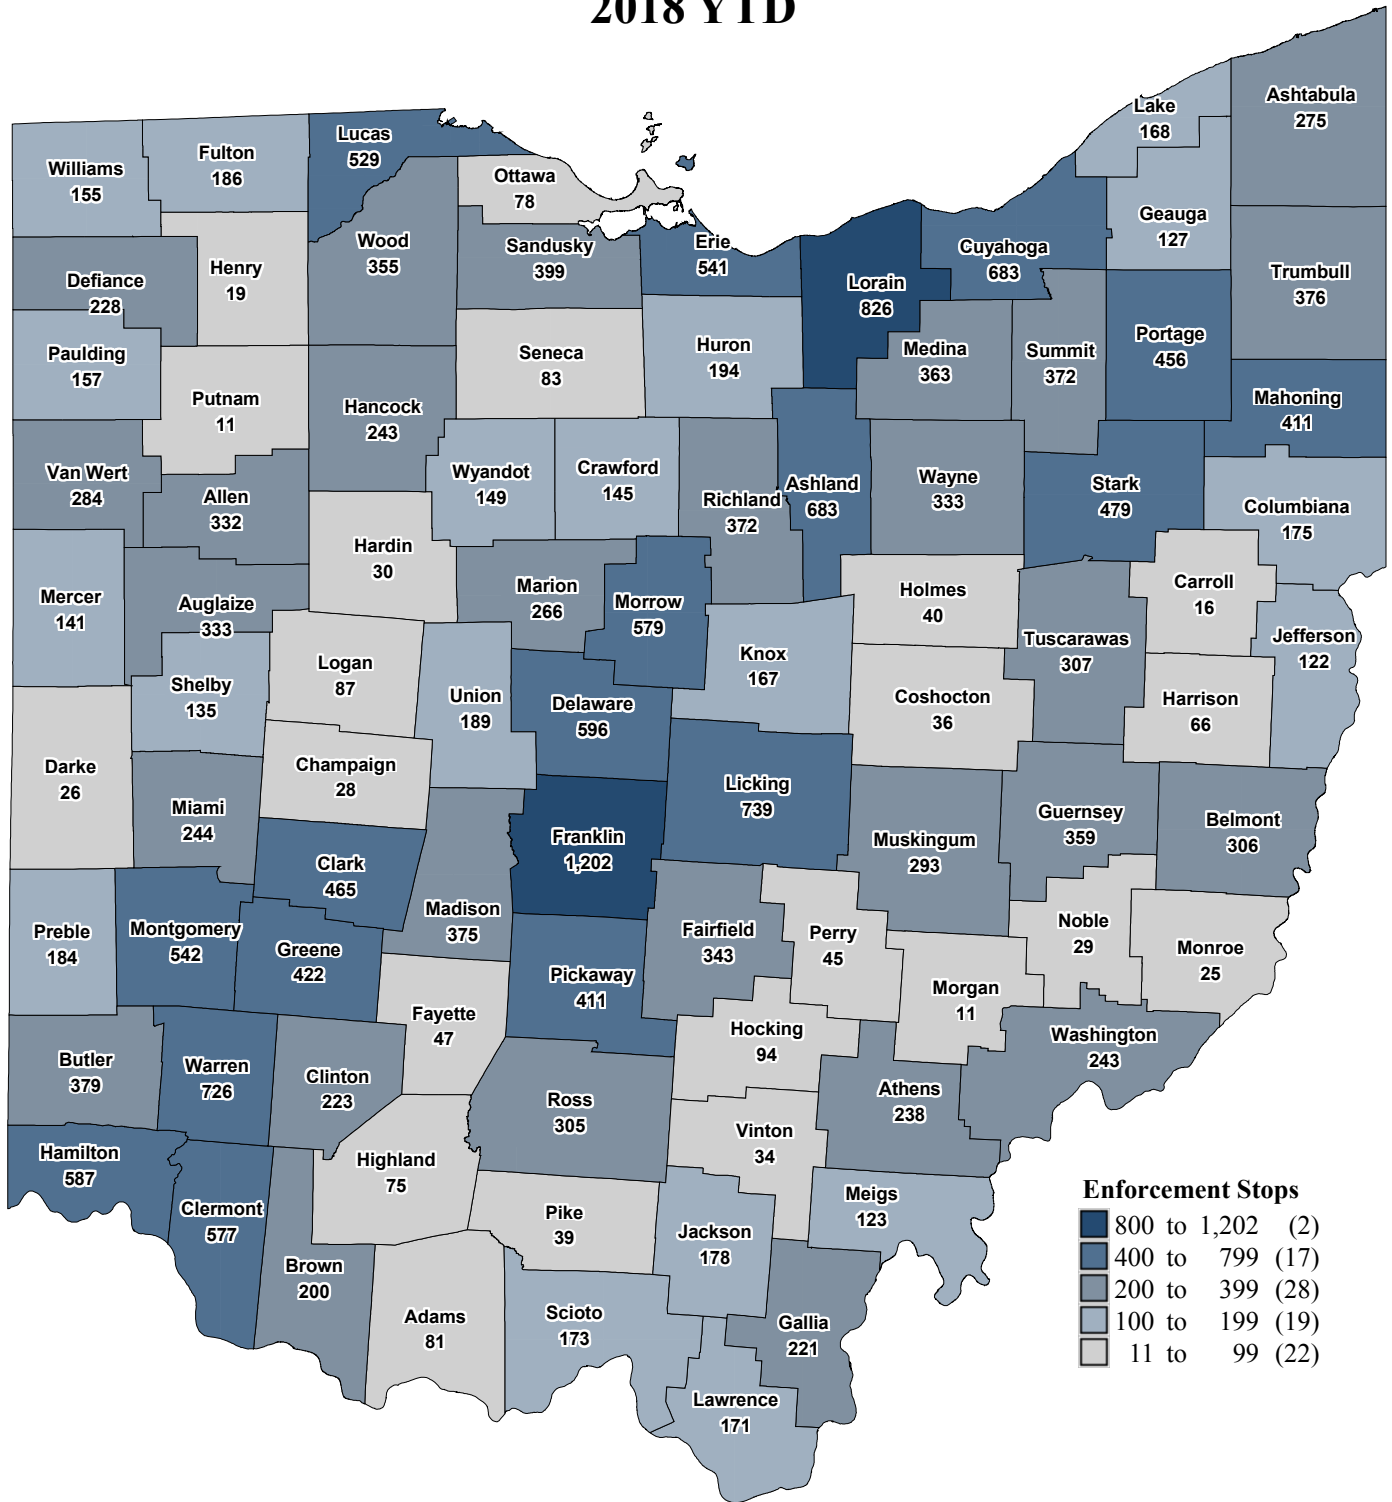 2018 YTD
Lake
168
Ashtabula
275
Lucas
529
Fulton
186
Williams
155
Ottawa
78
Geauga
127
Wood
355
Sandusky
399
Erie
541
Cuyahoga
683
Henry
19
Defiance
228
Lorain
826
Trumbull
376
Paulding
157
Seneca
83
Huron
194
Medina
363
Summit
372
Portage
456
Putnam
11
Hancock
243
Mahoning
411
Van Wert
284
Allen
332
Wyandot
149
Crawford
145
Richland
372
Ashland
683
Wayne
333
Stark
479
Columbiana
175
Hardin
30
Mercer
141
Auglaize
333
Marion
266
Morrow
579
Holmes
40
Carroll
16
Tuscarawas
307
Jefferson
122
Logan
87
Knox
167
Shelby
135
Union
189
Delaware
596
Coshocton
36
Harrison
66
Darke
26
Champaign
28
Licking
739
Miami
244
Franklin
1,202
Muskingum
293
Guernsey
359
Belmont
306
Clark
465
Madison
375
Preble
184
Montgomery
542
Greene
422
Fairfield
343
Perry
45
Noble
29
Monroe
25
Pickaway
411
Morgan
11
Fayette
47
Hocking
94
Washington
243
Butler
379
Warren
726
Clinton
223
Ross
305
Athens
238
Vinton
34
Hamilton
587
Highland
75
Clermont
577
Pike
39
Jackson
178
Meigs
123
Brown
200
Adams
81
Scioto
173
Gallia
221
Lawrence
171
Enforcement Stops
800 to 1,202 (2)
400 to 799 (17)
200 to 399 (28)
100 to 199 (19)
11 to 99 (22)